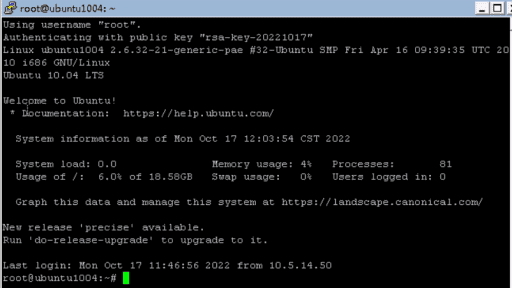 root@ubuntu1004: ~
Using username "root".
Authenticating with public key "rsa-key-20221017"
Linux ubuntu1004 2.6.32-21-generic-pae #32-Ubuntu SMP Fri Apr 16 09:39:35 UTC 20
10 i686 GNU/Linux
Ubuntu 10.04 LTS
Welcome to Ubuntu!
* Documentation:  https://help.ubuntu.com/
System information as of Mon Oct 17 12:03:54 CST 2022
System load: 0.0               Memory usage: 4%   Processes:       81
Usage of /:  6.0% of 18.58GB   Swap usage:   0%   Users logged in: 0
Graph this data and manage this system at https://landscape.canonical.com/
New release 'precise' available.
Run 'do-release-upgrade' to upgrade to it.
Last login: Mon Oct 17 11:46:56 2022 from 10.5.14.50
root@ubuntu1004:~#